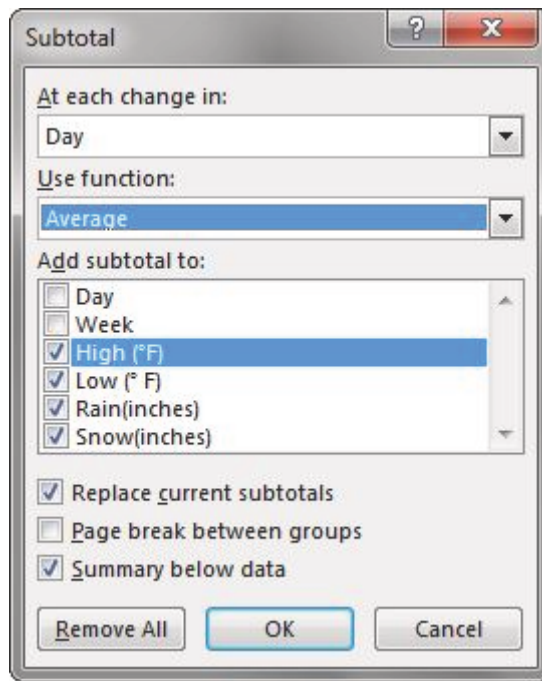 Subtotal
?
At each change in:
Day
Use function:
Average
Add subtotal to:
Day
Week
High (°F)
Low (° F)
Rain(inches)
Snow(inches)
Replace current subtotals
Page break between groups
Summary below data
Remove All OK Cancel